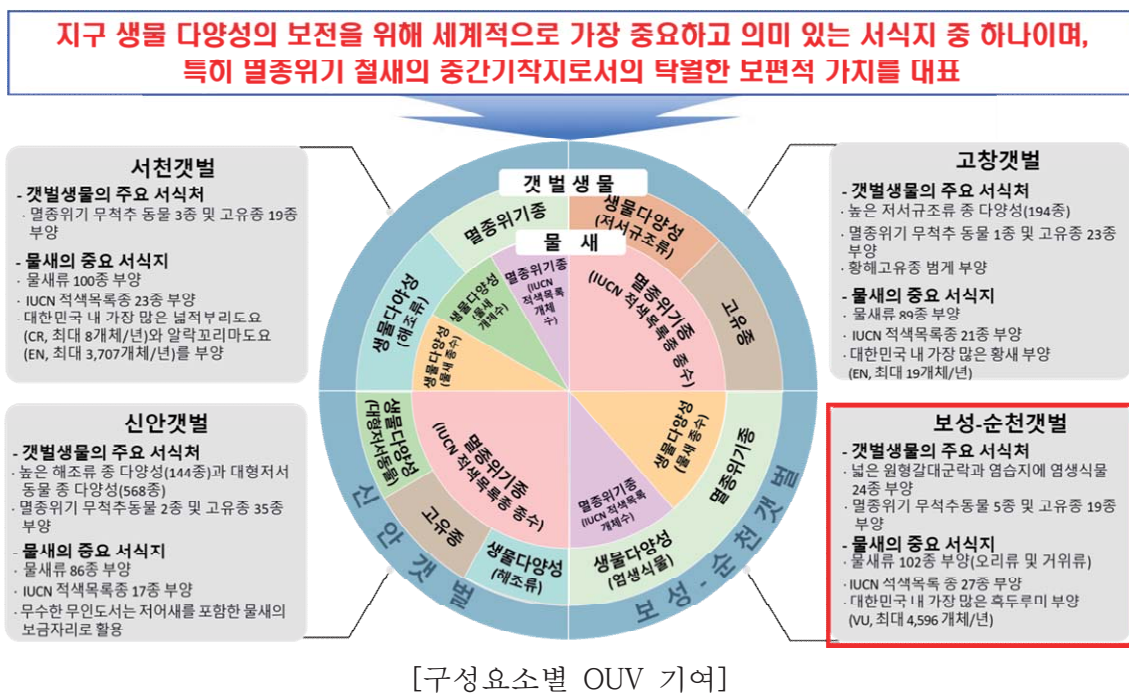 지구 생물 다양성의 보전을 위해 세계적으로 가장 중요하고 의미 있는 서식지 중 하나이며,
특히 멸종위기 철새의 중간기착지로서의 탁월한 보편적 가치를 대표
서천갯벌
- 갯벌생물의 주요 서식처
· 멸종위기 무척추 동물 3종 및 고유종 19종
부양
- 물새의 중요 서식지
· 물새류 100종 부양
· IUCN 적색목록종 23종 부양
· 대한민국 내 가장 많은 넓적부리도요
(CR, 최대 8개체/년)와 알락꼬리마도요
(EN, 최대 3,707개체/년)를 부양
고창갯벌
- 갯벌생물의 주요 서식처
· 높은 저서규조류 종 다양성(194종)
· 멸종위기 무척추 동물 1종 및 고유종 23종
부양
· 황해고유종 범게 부양
- 물새의 중요 서식지
· 물새류 89종 부양
· IUCN 적색목록종 21종 부양
· 대한민국 내 가장 많은 황새 부양
(EN, 최대 19개체/년)
신안갯벌
- 갯벌생물의 주요 서식처
· 높은 해조류 종 다양성(144종)과 대형저서
동물 종 다양성(568종)
· 멸종위기 무척추동물 2종 및 고유종 35종
부양
- 물새의 중요 서식지
· 물새류 86종 부양
· IUCN 적색목록종 17종 부양
· 무수한 무인도서는 저어새를 포함한 물새의
보금자리로 활용
보성-순천갯벌
- 갯벌생물의 주요 서식처
· 넓은 원형갈대군락과 염습지에 염생식물
24종 부양
· 멸종위기 무척추동물 5종 및 고유종 19종
부양
- 물새의 중요 서식지
· 물새류 102종 부양(오리류 및 거위류)
· IUCN 적색목록 종 27종 부양
· 대한민국 내 가장 많은 흑두루미 부양
(VU, 최대 4,596 개체/년)
갯벌생물
멸종위기종
생물다양성
(저서규조류)
고유종
멸종위기종
생물다양성
(염생식물)
생물다양성
(해조류)
고유종
생물다양성
(대형저서동물)
생물다양성
(해조류)
물 새
멸종위기종
(IUCN
적색목록
개체
수)
멸종위기종
(IUCN 적색목록종 종수)
생물다양성
(물새 종수)
멸종위기종
(IUCN 적색목록
개체수)
멸종위기종
(IUCN 적색목록종 종수)
생물다양성
(물새 종수)
생물다양성
(물새
개체수)
신안갯벌
보성-순천갯벌
[구성요소별 OUV 기여]